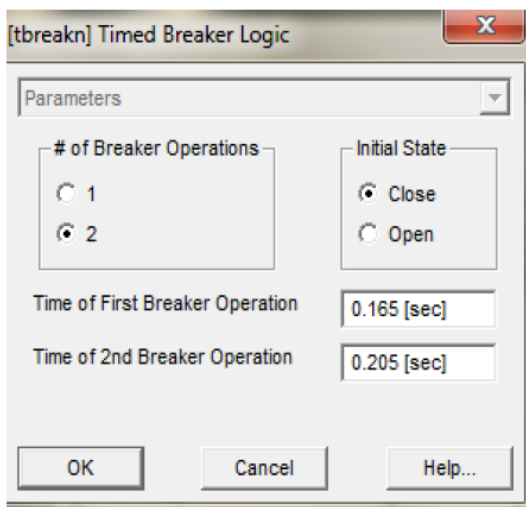 [tbreakn] Timed Breaker Logic
Parameters
# of Breaker Operations
1
2
Initial State
Close
Open
Time of First Breaker Operation 0.165 [sec]
Time of 2nd Breaker Operation 0.205 [sec]
OK Cancel Help...